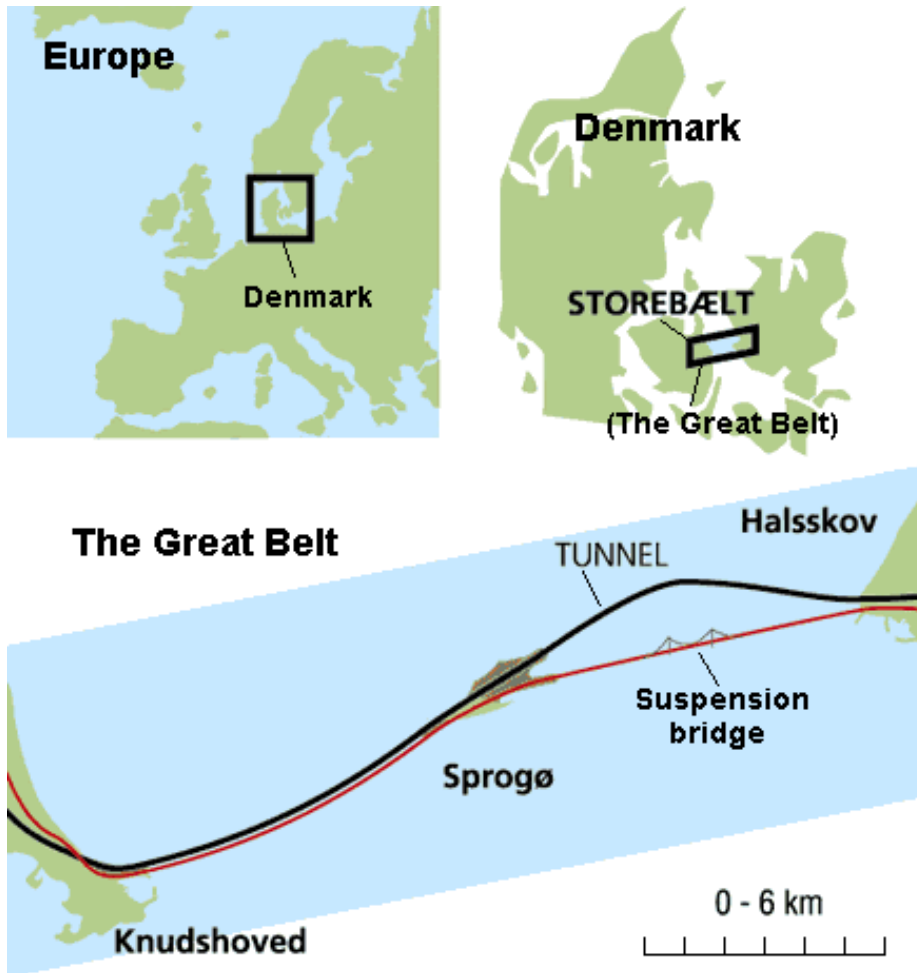 Europe
Denmark
Denmark
STOREBÆLT
(The Great Belt)
The Great Belt
Halsskov
TUNNEL
Suspension
bridge
Sprogø
Knudshoved
0 - 6 km